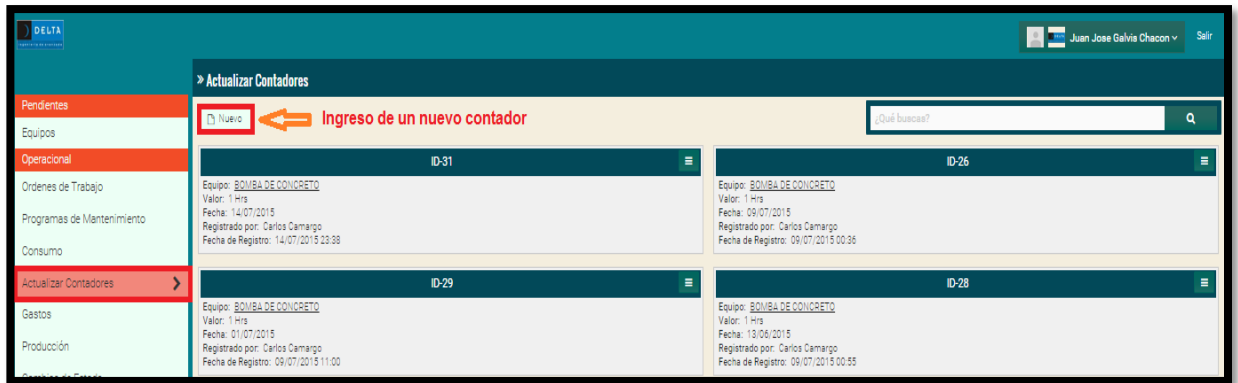 DELTA
Juan Jose Galvis Chacon
Salir
» Actualizar Contadores
Pendientes
Equipos
Operacional
Ordenes de Trabajo
Programas de Mantenimiento
Consumo
Actualizar Contadores
Gastos
Producción
Cambios de Estado
Nuevo
Ingreso de un nuevo contador
¿Qué buscas?
ID-31
Equipo: BOMBA DE CONCRETO
Valor: 1 Hrs
Fecha: 14/07/2015
Registrado por: Carlos Camargo
Fecha de Registro: 14/07/2015 23:38
ID-26
Equipo: BOMBA DE CONCRETO
Valor: 1 Hrs
Fecha: 09/07/2015
Registrado por: Carlos Camargo
Fecha de Registro: 09/07/2015 00:36
ID-29
Equipo: BOMBA DE CONCRETO
Valor: 1 Hrs
Fecha: 01/07/2015
Registrado por: Carlos Camargo
Fecha de Registro: 09/07/2015 11:00
ID-28
Equipo: BOMBA DE CONCRETO
Valor: 1 Hrs
Fecha: 13/06/2015
Registrado por: Carlos Camargo
Fecha de Registro: 09/07/2015 00:55